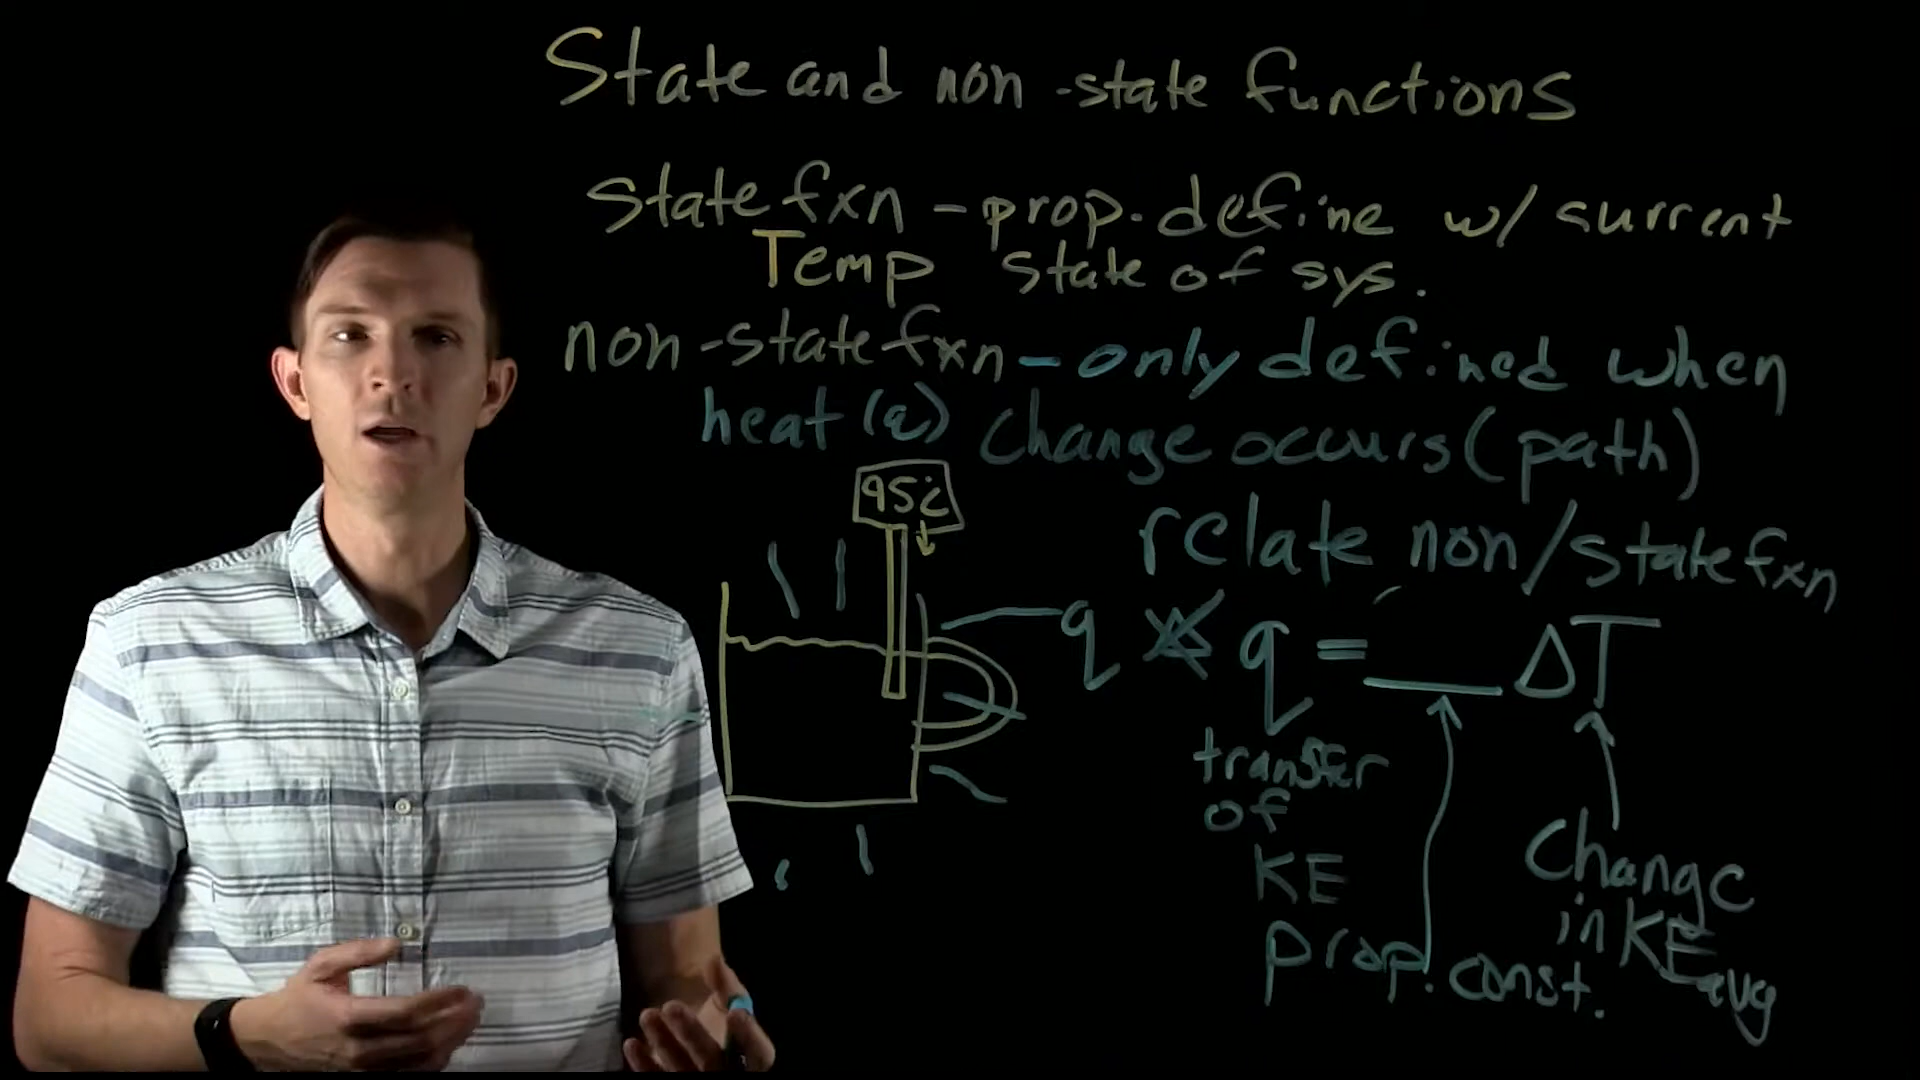 State and non-state functions
state fxn - prop. define w/ current
Temp state of sys.
non-state fxn - only defined when
heat (q) change occurs (path)
95°C
relate non/state fxn
q * q = ___ ΔT
transfer
of
KE
prop. const.
Change
in KE avg